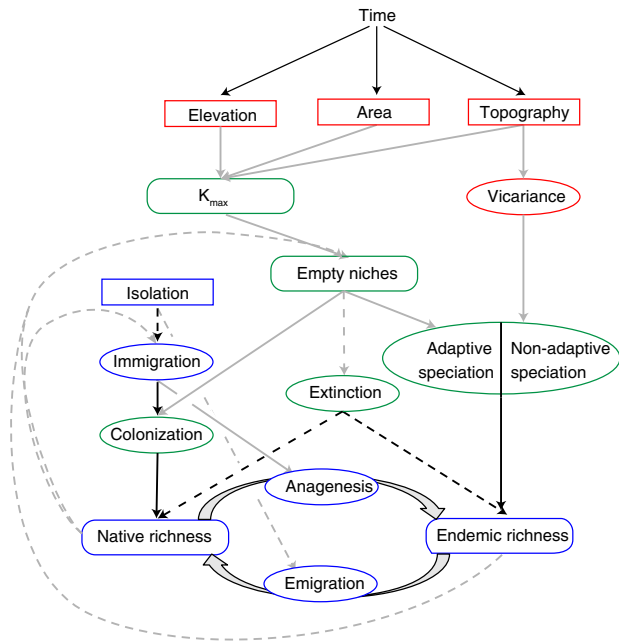 Time
Elevation
Area
Topography
Kmax
Vicariance
Empty niches
Isolation
Immigration
Adaptive
speciation
Non-adaptive
speciation
Extinction
Colonization
Anagenesis
Native richness
Endemic richness
Emigration